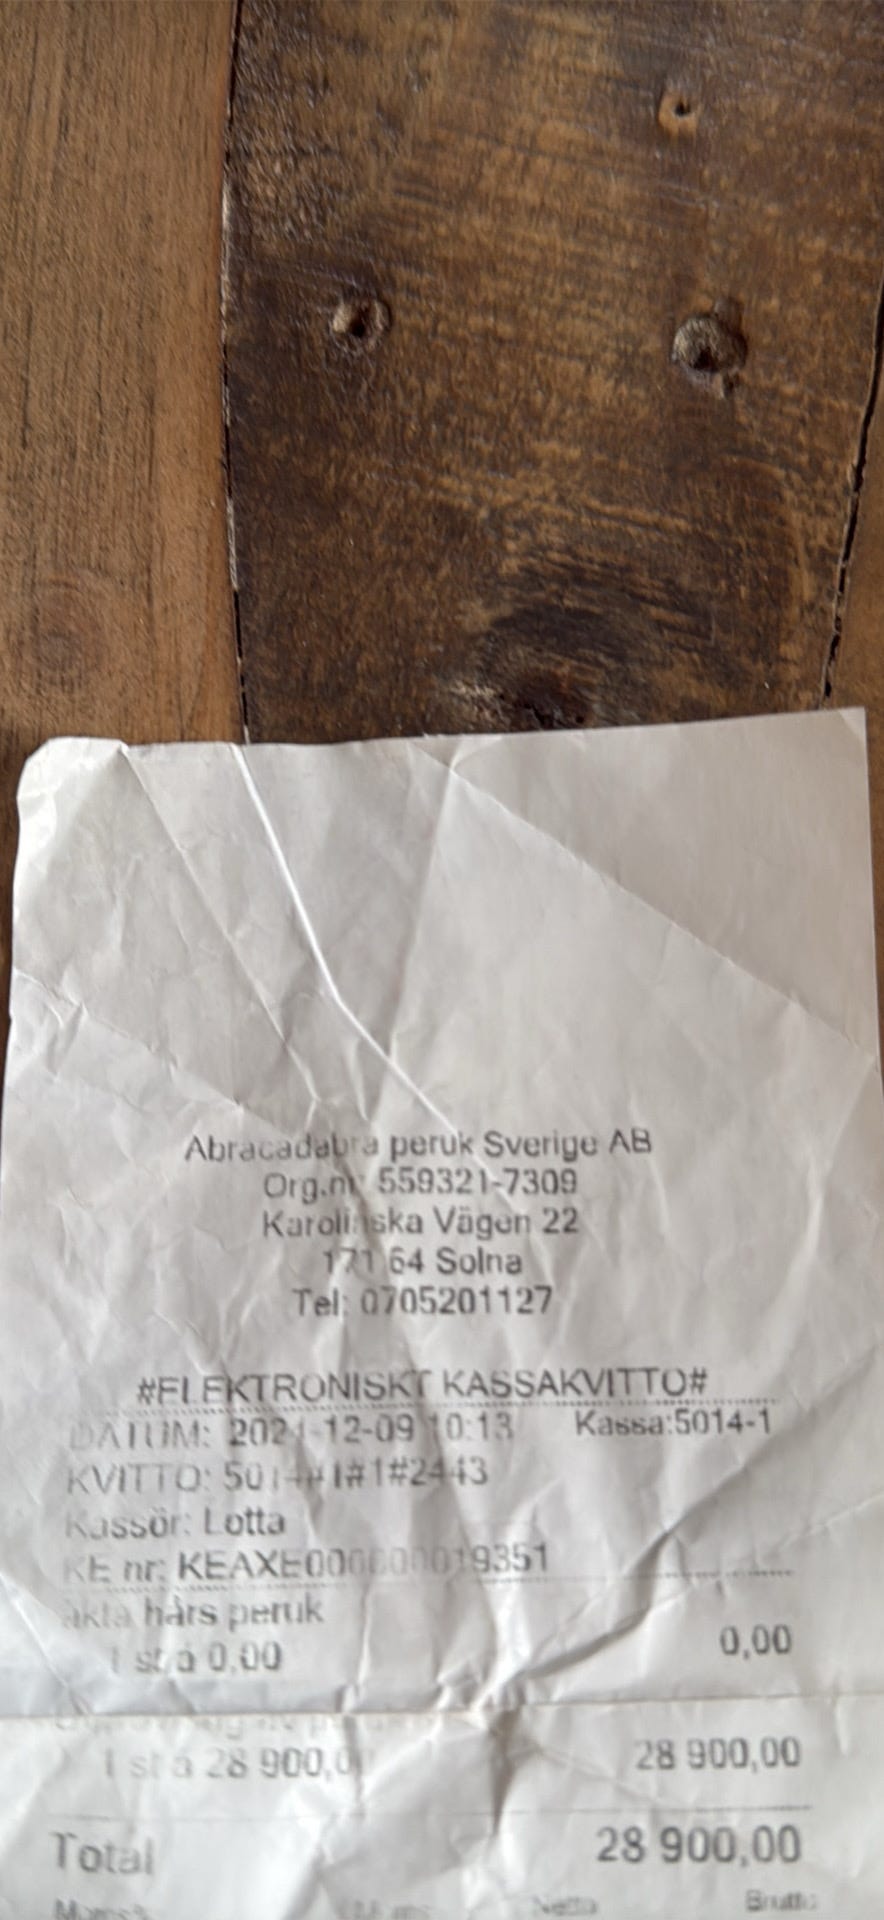 Abracadabra peruk Sverige AB
Org.nr 559321-7309
Karolinska Vägen 22
171 64 Solna
Tel: 0705201127
#ELEKTRONISKT KASSAKVITTO#
DATUM: 12-09 10:13 Kassa:5014-1
KVITTO: 5014#1#1#2443
Kassör: Lotta
KE nr: KEAXE000000019351
äkta hårs peruk
1 st à 0,00 0,00
1 st à 28 900,00 28 900,00
Total 28 900,00
Moms% Moms Netto Brutto